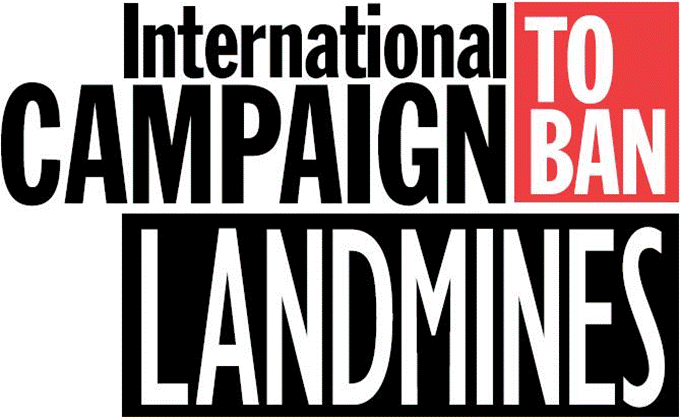 International
CAMPAIGN
TO
BAN
LANDMINES